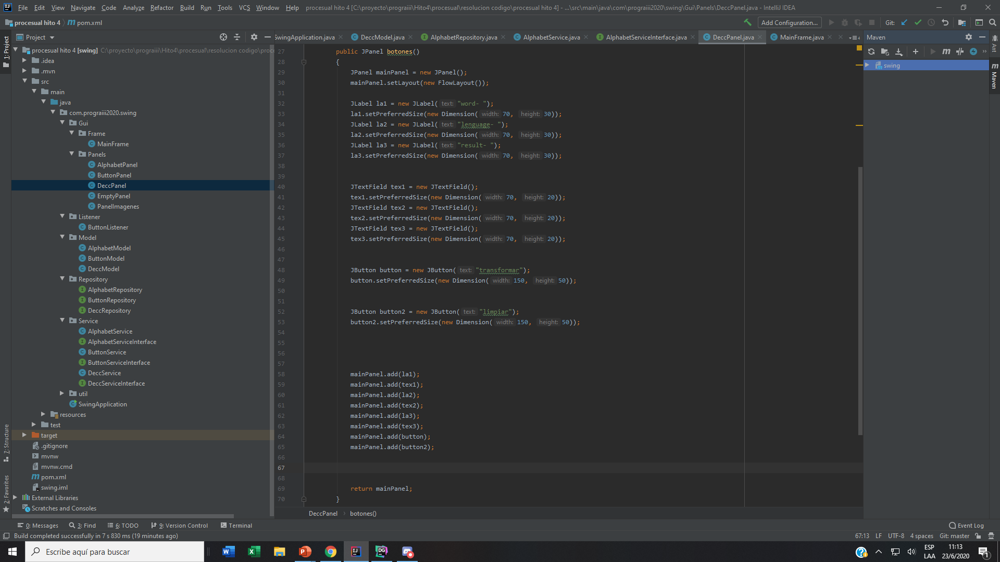 File Edit View Navigate Code Analyze Refactor Build Run Tools VCS Window Help procesual hito 4 [C:\proyecto\prograiii\Hito4\procesual\resolucion codigo\procesual hito 4] - ...\src\main\java\com\prograiii2020\swing\Gui\Panels\DeccPanel.java - IntelliJ IDEA
procesual hito 4 pom.xml Add Configuration... Git:
Project SwingApplication.java DeccModel.java AlphabetRepository.java AlphabetService.java AlphabetServiceInterface.java DeccPanel.java MainFrame.java Maven
1: Project
procesual hito 4 [swing] C:\proyecto\prograiii\Hito4\procesual\resolucion codigo\proce
.idea
.mvn
src
main
java
com.prograiii2020.swing
Gui
Frame
MainFrame
Panels
AlphabetPanel
ButtonPanel
DeccPanel
EmptyPanel
PanelImagenes
Listener
ButtonListener
Model
AlphabetModel
ButtonModel
DeccModel
Repository
AlphabetRepository
ButtonRepository
DeccRepository
Service
AlphabetService
AlphabetServiceInterface
ButtonService
ButtonServiceInterface
DeccService
DeccServiceInterface
util
SwingApplication
resources
test
target
.gitignore
mvnw
mvnw.cmd
pom.xml
swing.iml
External Libraries
Scratches and Consoles
7: Structure
2: Favorites
27 public JPanel botones()
28 {
29 JPanel mainPanel = new JPanel();
30 mainPanel.setLayout(new FlowLayout());
31
32 JLabel la1 = new JLabel( text: "word- ");
33 la1.setPreferredSize(new Dimension( width: 70, height: 30));
34 JLabel la2 = new JLabel( text: "lenguage- ");
35 la2.setPreferredSize(new Dimension( width: 70, height: 30));
36 JLabel la3 = new JLabel( text: "result- ");
37 la3.setPreferredSize(new Dimension( width: 70, height: 30));
38
39
40 JTextField tex1 = new JTextField();
41 tex1.setPreferredSize(new Dimension( width: 70, height: 20));
42 JTextField tex2 = new JTextField();
43 tex2.setPreferredSize(new Dimension( width: 70, height: 20));
44 JTextField tex3 = new JTextField();
45 tex3.setPreferredSize(new Dimension( width: 70, height: 20));
46
47
48 JButton button = new JButton( text: "transformar");
49 button.setPreferredSize(new Dimension( width: 150, height: 50));
50
51
52 JButton button2 = new JButton( text: "limpiar");
53 button2.setPreferredSize(new Dimension( width: 150, height: 50));
54
55
56
57
58 mainPanel.add(la1);
59 mainPanel.add(tex1);
60 mainPanel.add(la2);
61 mainPanel.add(tex2);
62 mainPanel.add(la3);
63 mainPanel.add(tex3);
64 mainPanel.add(button);
65 mainPanel.add(button2);
66
67
68
69 return mainPanel;
70 }
DeccPanel botones()
swing
Ant
Maven
0: Messages 3: Find 6: TODO 9: Version Control Terminal Event Log
Build completed successfully in 7 s 830 ms (19 minutes ago) 67:13 LF UTF-8 4 spaces Git: master
Escribe aquí para buscar
ESP
LAA
11:13
23/6/2020
1